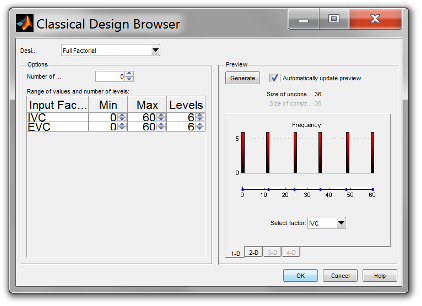 Classical Design Browser
Desi... Full Factorial
Options
Number of ... 0
Range of values and number of levels:
Input Fac... Min Max Levels
IVC 0 60 6
EVC 0 60 6
Preview
Generate Automatically update preview
Size of uncons... 36
Size of constr... 36
Frequency
5
0
0 10 20 30 40 50 60
Select factor: IVC
1-D 2-D 3-D 4-D
OK Cancel Help